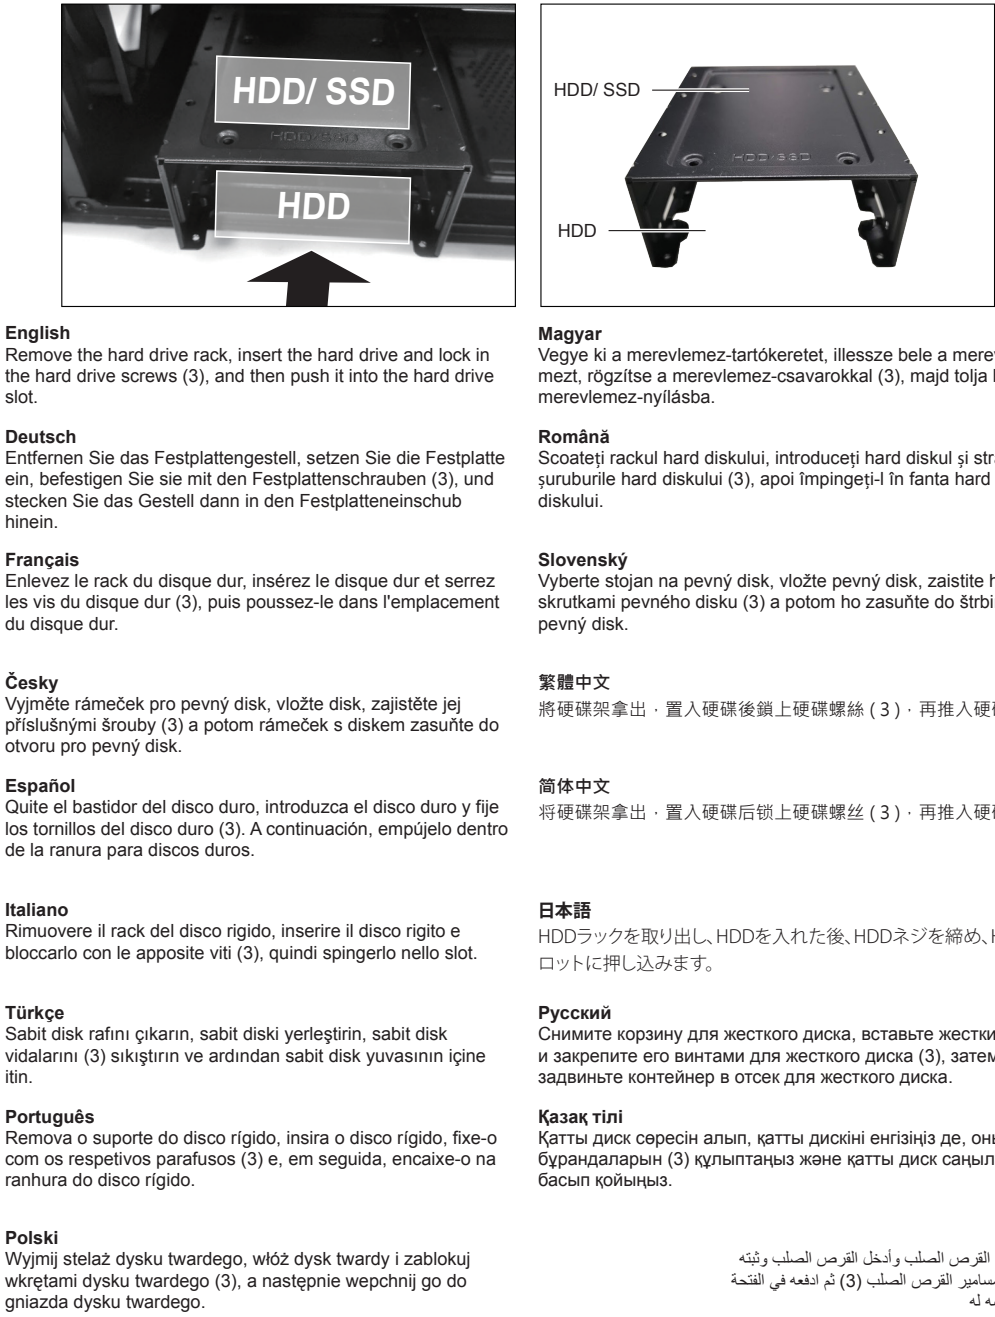 HDD/ SSD
HDD·SSD
HDD
HDD/ SSD
HDD·SSD
HDD
English
Remove the hard drive rack, insert the hard drive and lock in
the hard drive screws (3), and then push it into the hard drive
slot.
Deutsch
Entfernen Sie das Festplattengestell, setzen Sie die Festplatte
ein, befestigen Sie sie mit den Festplattenschrauben (3), und
stecken Sie das Gestell dann in den Festplatteneinschub
hinein.
Français
Enlevez le rack du disque dur, insérez le disque dur et serrez
les vis du disque dur (3), puis poussez-le dans l'emplacement
du disque dur.
Česky
Vyjměte rámeček pro pevný disk, vložte disk, zajistěte jej
příslušnými šrouby (3) a potom rámeček s diskem zasuňte do
otvoru pro pevný disk.
Español
Quite el bastidor del disco duro, introduzca el disco duro y fije
los tornillos del disco duro (3). A continuación, empújelo dentro
de la ranura para discos duros.
Italiano
Rimuovere il rack del disco rigido, inserire il disco rigito e
bloccarlo con le apposite viti (3), quindi spingerlo nello slot.
Türkçe
Sabit disk rafını çıkarın, sabit diski yerleştirin, sabit disk
vidalarını (3) sıkıştırın ve ardından sabit disk yuvasının içine
itin.
Português
Remova o suporte do disco rígido, insira o disco rígido, fixe-o
com os respetivos parafusos (3) e, em seguida, encaixe-o na
ranhura do disco rígido.
Polski
Wyjmij stelaż dysku twardego, włóż dysk twardy i zablokuj
wkrętami dysku twardego (3), a następnie wepchnij go do
gniazda dysku twardego.
Magyar
Vegye ki a merevlemez-tartókeretet, illessze bele a
mezt, rögzítse a merevlemez-csavarokkal (3), majd tolja
merevlemez-nyílásba.
Română
Scoateți rackul hard diskului, introduceți hard diskul și
șuruburile hard diskului (3), apoi împingeți-l în fanta hard
diskului.
Slovenský
Vyberte stojan na pevný disk, vložte pevný disk, zaistite
skrutkami pevného disku (3) a potom ho zasuňte do
pevný disk.
繁體中文
將硬碟架拿出，置入硬碟後鎖上硬碟螺絲 ( 3 )，再推入硬
简体中文
将硬碟架拿出，置入硬碟后锁上硬碟螺丝 ( 3 )，再推入硬
日本語
HDDラックを取り出し、HDDを入れた後、HDDネジを締め、
ロットに押し込みます。
Русский
Снимите корзину для жесткого диска, вставьте
и закрепите его винтами для жесткого диска (3), затем
задвиньте контейнер в отсек для жесткого диска.
Қазақ тілі
Қатты диск сөресін алып, қатты дискіні енгізіңіз де,
бұрандаларын (3) құлыптаңыз және қатты диск
басып қойыңыз.
القرص الصلب وأدخل القرص الصلب وثبته
القرص الصلب (3) ثم ادفعه في الفتحة
له